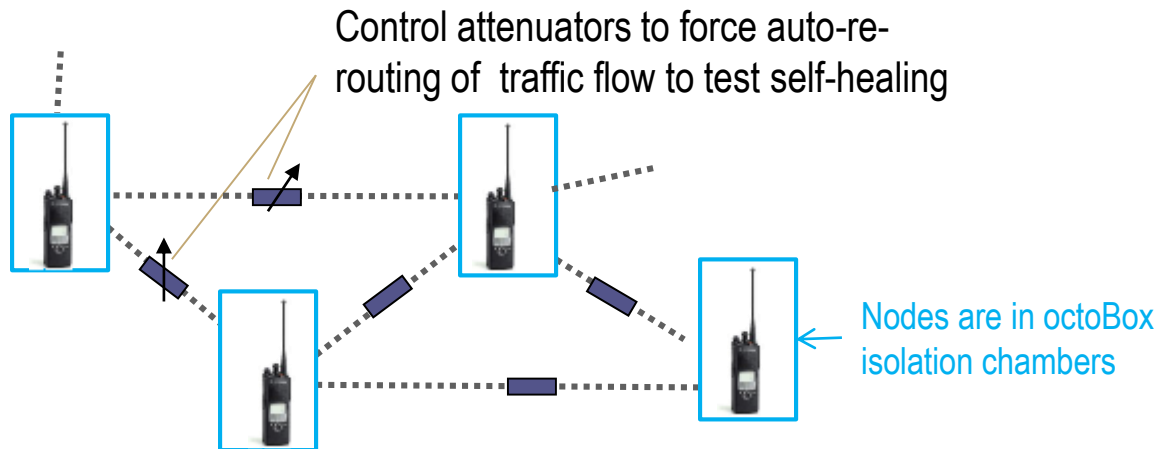 Control attenuators to force auto-re-
routing of  traffic flow to test self-healing
Nodes are in octoBox
isolation chambers